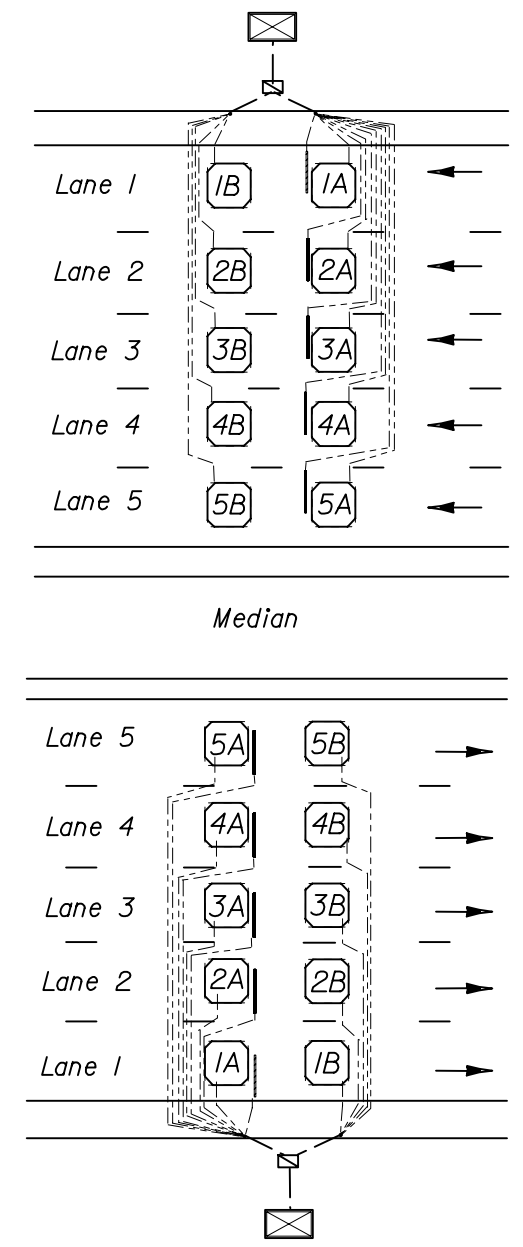 Lane 1 1B 1A
Lane 2 2B 2A
Lane 3 3B 3A
Lane 4 4B 4A
Lane 5 5B 5A
Median
Lane 5 5A 5B
Lane 4 4A 4B
Lane 3 3A 3B
Lane 2 2A 2B
Lane 1 1A 1B